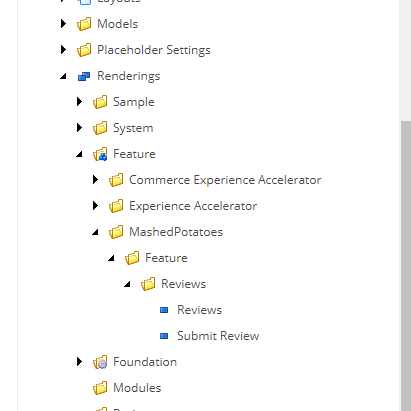 Layouts
Models
Placeholder Settings
Renderings
Sample
System
Feature
Commerce Experience Accelerator
Experience Accelerator
MashedPotatoes
Feature
Reviews
Reviews
Submit Review
Foundation
Modules